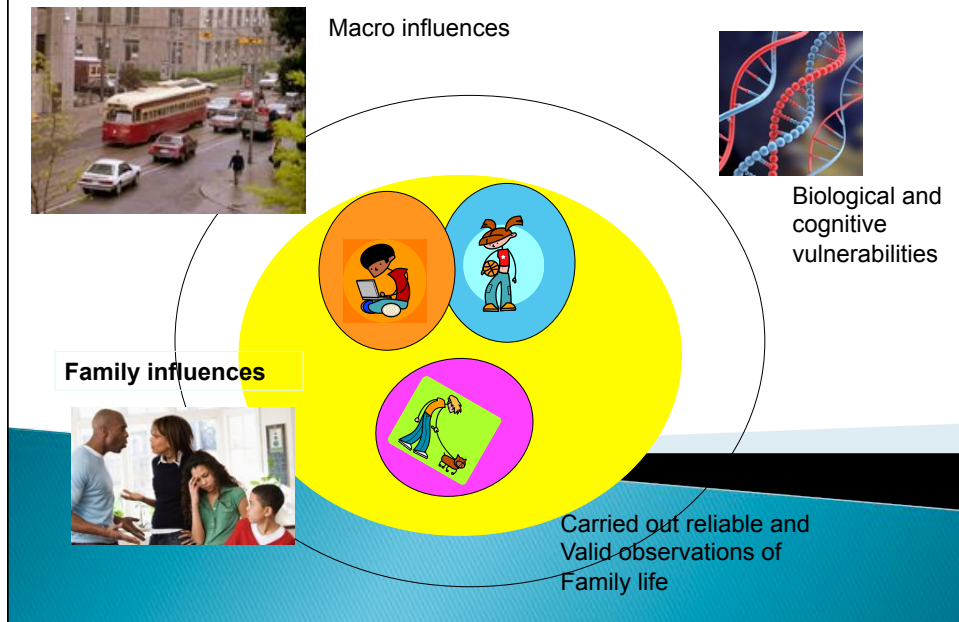 Macro influences
Biological and
cognitive
vulnerabilities
Family influences
Carried out reliable and
Valid observations of
Family life